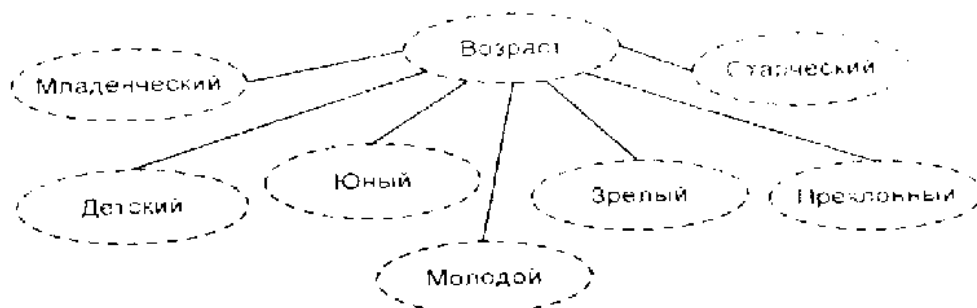 Возраст
Младенческий
Старческий
Детский
Юный
Зрелый
Преклонный
Молодой